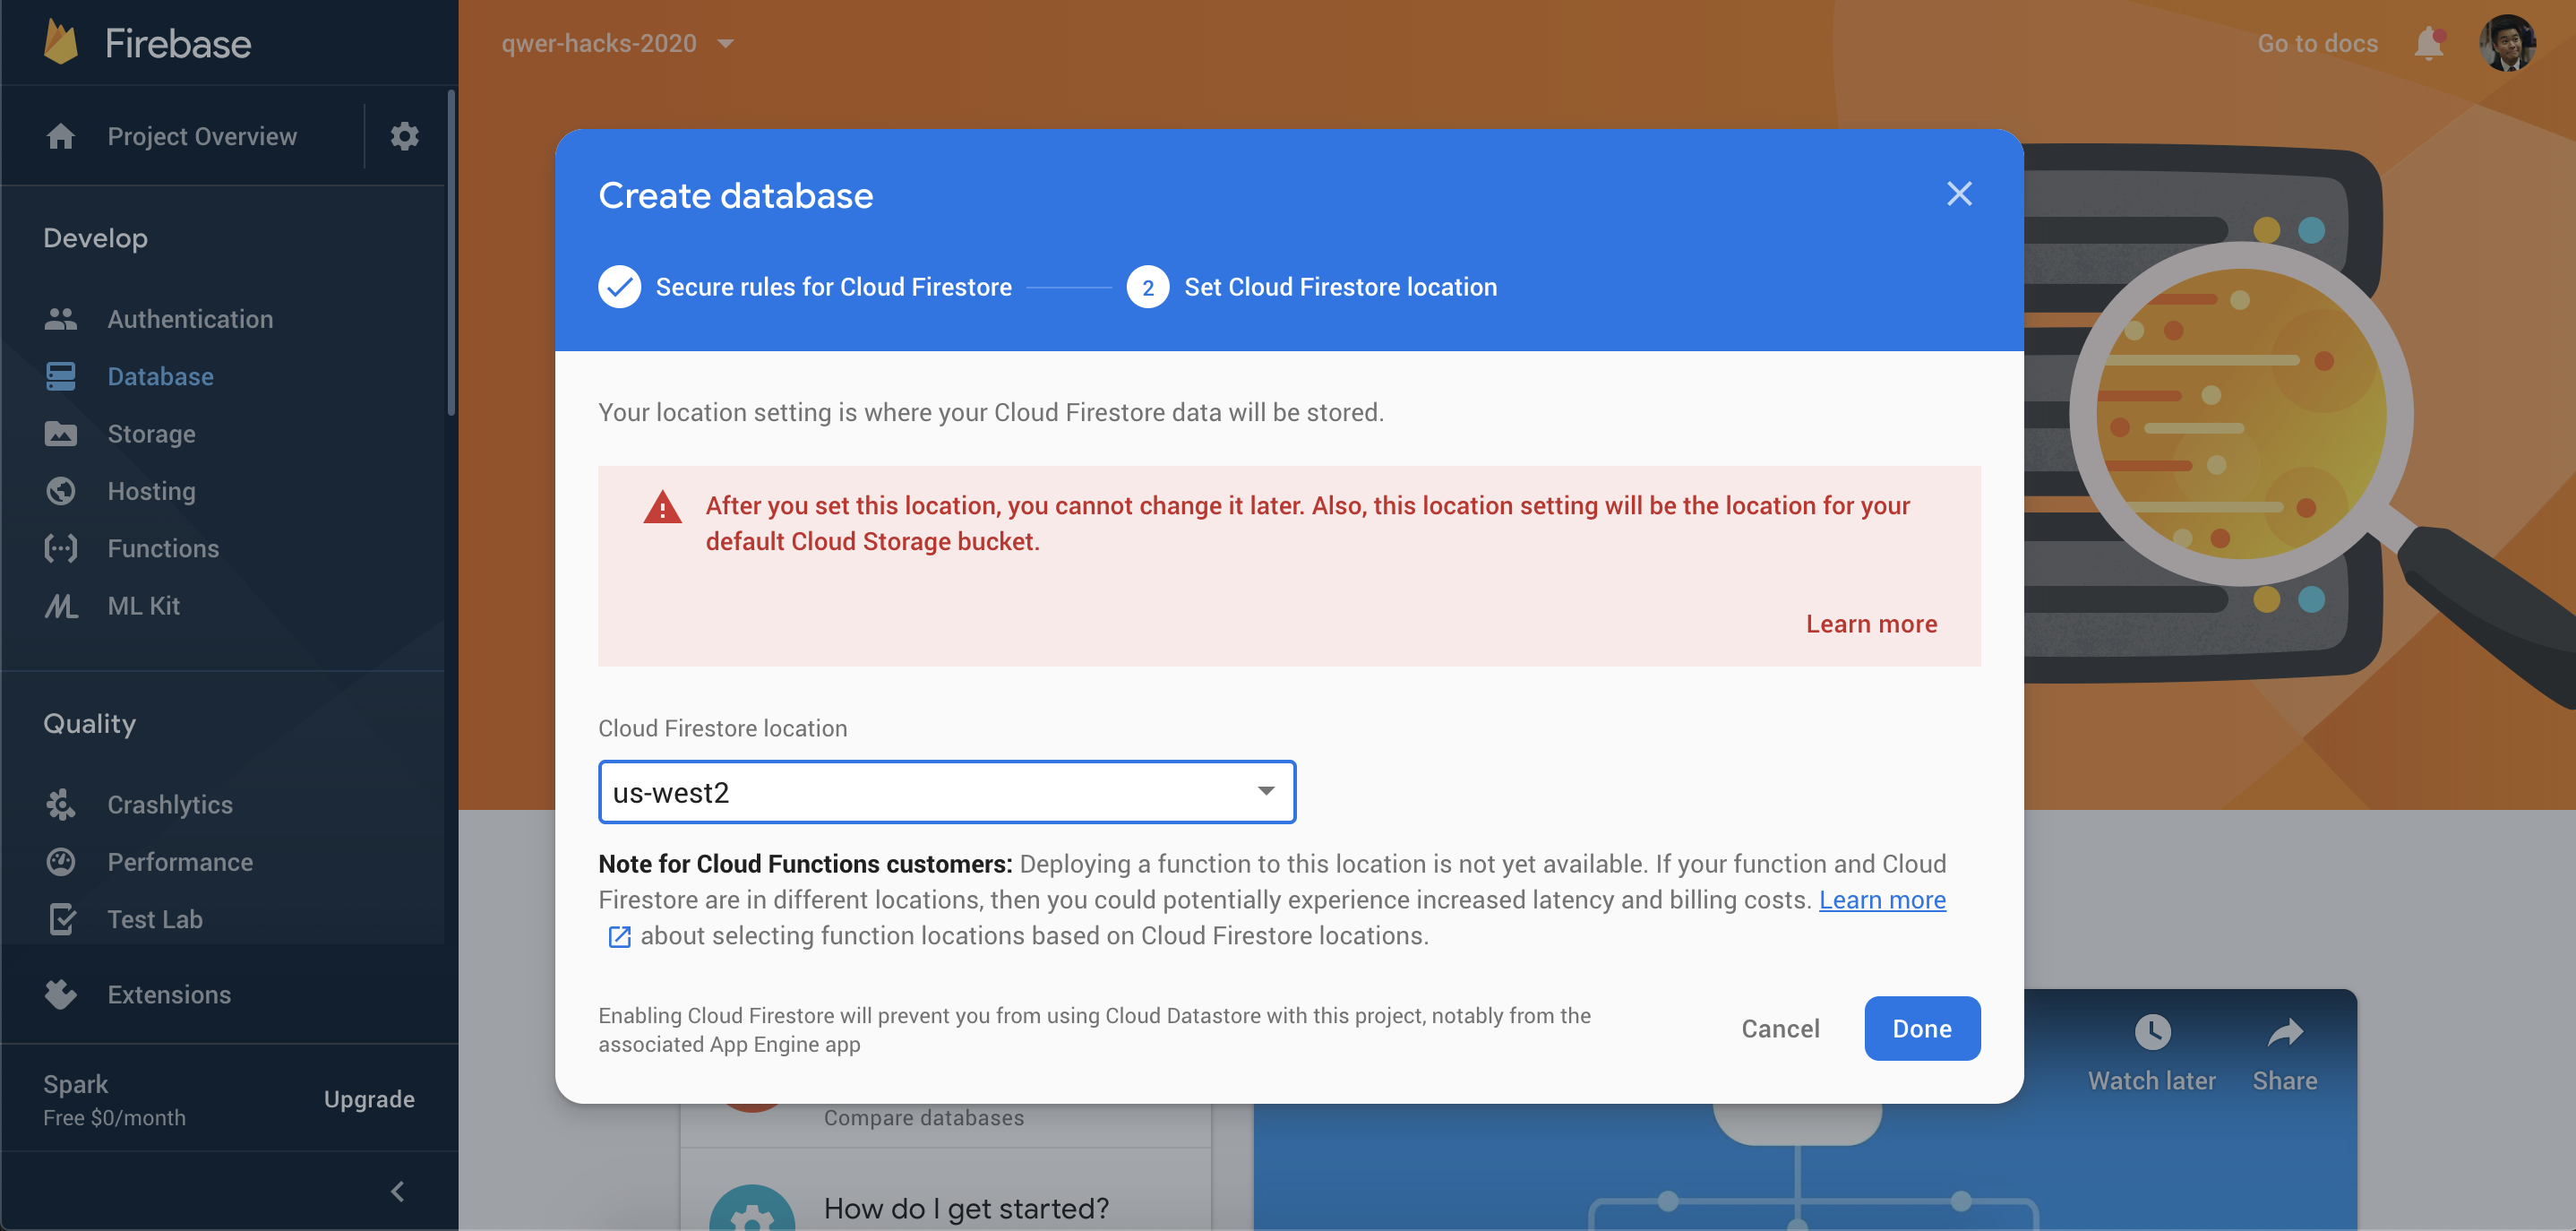 Firebase
qwer-hacks-2020
Go to docs
Project Overview
Develop
Authentication
Database
Storage
Hosting
Functions
ML Kit
Quality
Crashlytics
Performance
Test Lab
Extensions
Spark
Free $0/month
Upgrade
Create database
Secure rules for Cloud Firestore
2 Set Cloud Firestore location
Your location setting is where your Cloud Firestore data will be stored.
After you set this location, you cannot change it later. Also, this location setting will be the location for your
default Cloud Storage bucket.
Learn more
Cloud Firestore location
us-west2
Note for Cloud Functions customers: Deploying a function to this location is not yet available. If your function and Cloud
Firestore are in different locations, then you could potentially experience increased latency and billing costs. Learn more
about selecting function locations based on Cloud Firestore locations.
Enabling Cloud Firestore will prevent you from using Cloud Datastore with this project, notably from the
associated App Engine app
Cancel
Done
Compare databases
How do I get started?
Watch later
Share